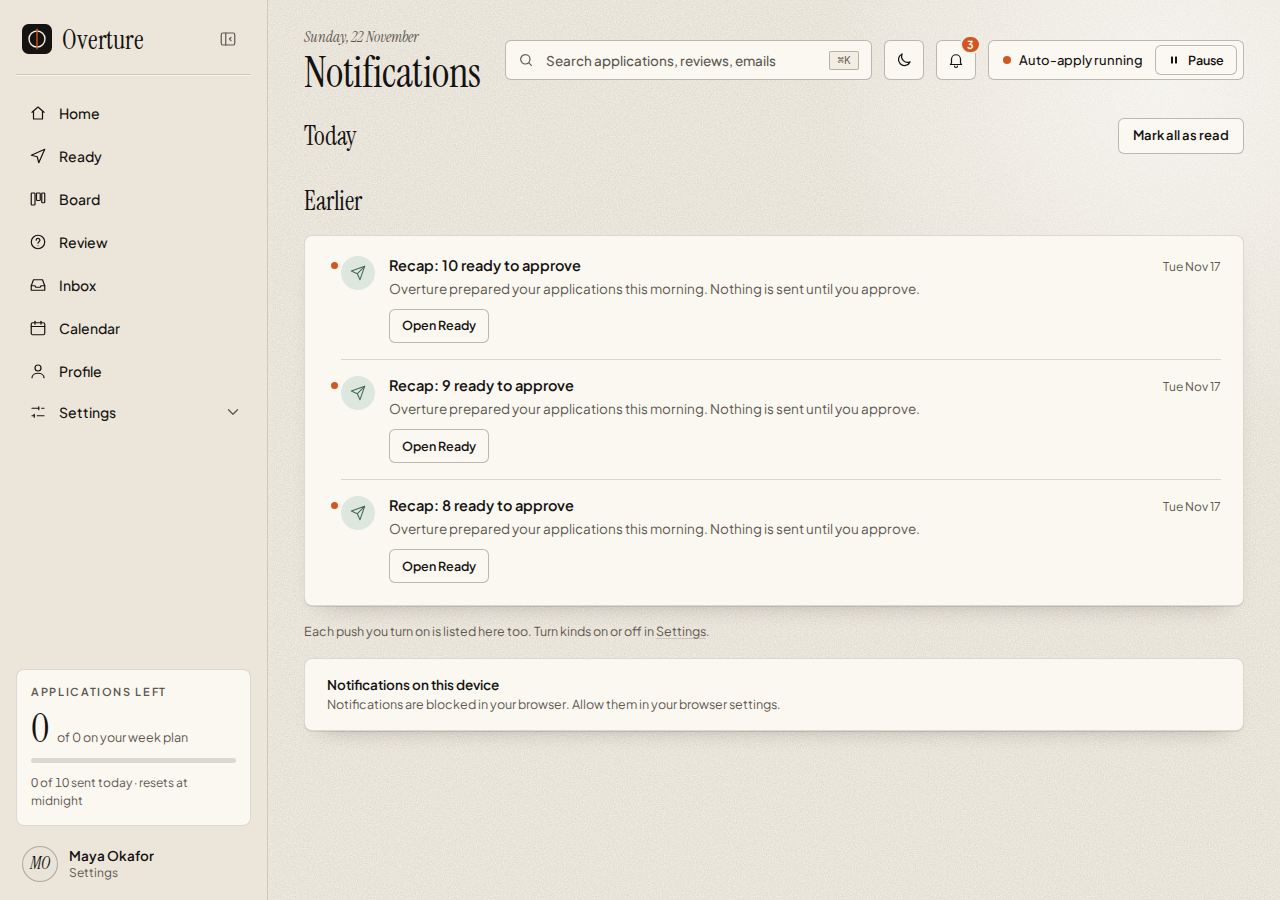 Overture
Home
Ready
Board
Review
Inbox
Calendar
Profile
Settings
APPLICATIONS LEFT
0 of 0 on your week plan
0 of 10 sent today · resets at
midnight
MO
Maya Okafor
Settings
Sunday, 22 November
Notifications
Search applications, reviews, emails
⌘K
3
Auto-apply running
Pause
Today
Mark all as read
Earlier
Recap: 10 ready to approve
Tue Nov 17
Overture prepared your applications this morning. Nothing is sent until you approve.
Open Ready
Recap: 9 ready to approve
Tue Nov 17
Overture prepared your applications this morning. Nothing is sent until you approve.
Open Ready
Recap: 8 ready to approve
Tue Nov 17
Overture prepared your applications this morning. Nothing is sent until you approve.
Open Ready
Each push you turn on is listed here too. Turn kinds on or off in Settings.
Notifications on this device
Notifications are blocked in your browser. Allow them in your browser settings.